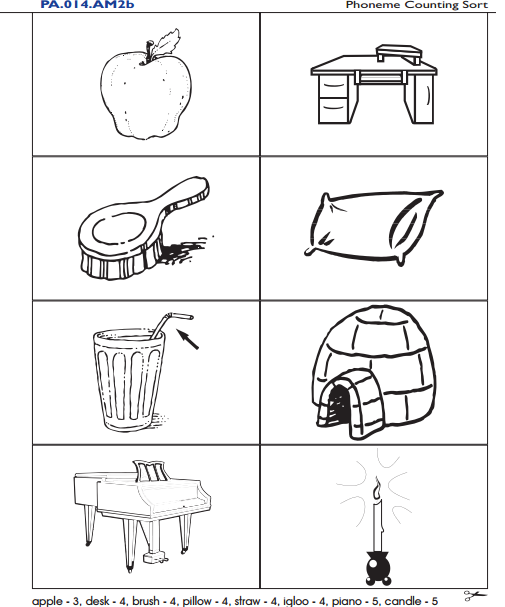 PA.014.AM2b Phoneme Counting Sort
apple - 3, desk - 4, brush - 4, pillow - 4, straw - 4, igloo - 4, piano - 5, candle - 5